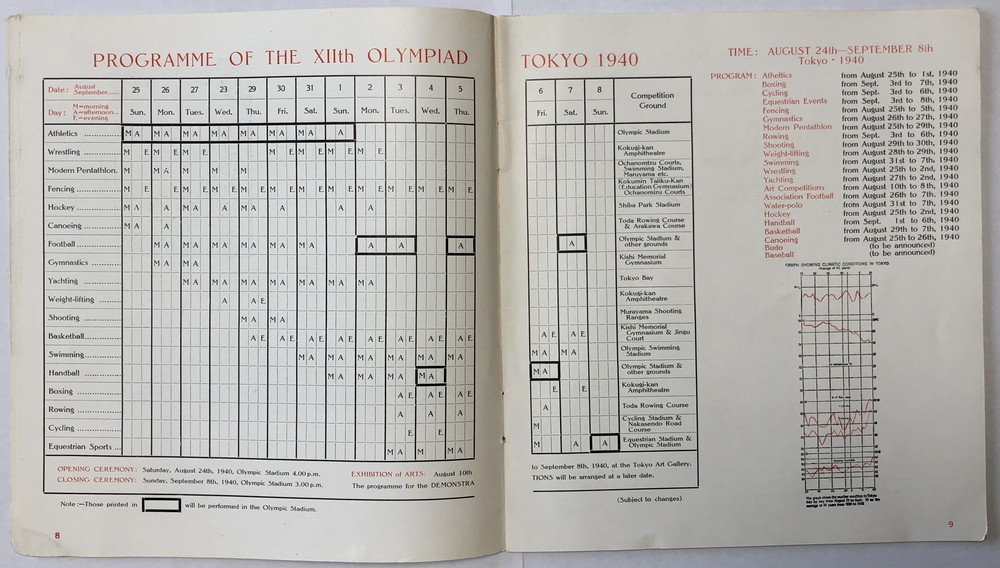 PROGRAMME OF THE XIIth OLYMPIAD
Date: August September......
25 26 27 23 29 30 31 1 2 3 4 5
Day: M=morning A=afternoon... E=evening
Sun. Mon. Tues. Wed. Thu. Fri. Sat. Sun. Mon. Tues. Wed. Thu.
Athletics M A M A M A M A M A M A M A A
Wrestling M E M E M E M E M E M E M E
Modern Pentathlon. M M A M M M
Fencing M E M E M E M E M E M E M E M E M E M E M E M E
Hockey M A A M A A M A A A A
Canoeing M A A
Football M A M A M A M A M A M A A A A
Gymnastics M A M A
Yachting M A M A M A M A M A M A M A
Weight-lifting A A E
Shooting M A M A
Basketball A E A E A E A E A E A E A E A E
Swimming M A M A M A M A M A M A
Handball M A M A M A M A
Boxing A E A E A E
Rowing A A A
Cycling E E
Equestrian Sports ... M A M M A
OPENING CEREMONY: Saturday, August 24th, 1940, Olympic Stadium 4.00 p.m.
CLOSING CEREMONY: Sunday, September 8th, 1940, Olympic Stadium 3.00 p.m.
EXHIBITION of ARTS: August 10th
The programme for the DEMONSTRA
Note:—Those printed in will be performed in the Olympic Stadium.
8
TOKYO 1940
6 7 8 Competition Ground
Fri. Sat. Sun.
Olympic Stadium
Kokugi-kan Amphitheatre
Ochanomizu Courts, Swimming Stadium, Maruyama etc.
Kokumin Taiiku-Kan (Education Gymnasium) Ochanomizu Courts
Shiba Park Stadium
Toda Rowing Course & Arakawa Course
A Olympic Stadium & other grounds
Kishi Memorial Gymnasium
Tokyo Bay
Kokugi-kan Amphitheatre
Murayama Shooting Ranges
A E A E Kishi Memorial Gymnasium & Jingu Court
M A M A Olympic Swimming Stadium
M A Olympic Stadium & other grounds
E E Kokugi-kan Amphitheatre
A Toda Rowing Course
M Cycling Stadium & Nakasendo Road Course
M A A Equestrian Stadium & Olympic Stadium
to September 8th, 1940, at the Tokyo Art Gallery.
TIONS will be arranged at a later date.
(Subject to changes)
TIME: AUGUST 24th—SEPTEMBER 8th
Tokyo · 1940
PROGRAM: Atheltics from August 25th to 1st, 1940
Boxing from Sept. 3rd to 7th, 1940
Cycling from Sept. 3rd to 6th, 1940
Equestrian Events from Sept. 3rd to 8th, 1940
Fencing from August 25th to 5th, 1940
Gymnastics from August 26th to 27th, 1940
Modern Pentathlon from August 25th to 29th, 1940
Rowing from Sept. 3rd to 6th, 1940
Shooting from August 29th to 30th, 1940
Weight-lifting from August 28th to 29th, 1940
Swimming from August 31st to 7th, 1940
Wrestling from August 25th to 2nd, 1940
Yachting from August 27th to 2nd, 1940
Art Competitions from August 10th to 8th, 1940
Association Football from August 26th to 7th, 1940
Water-polo from August 31st to 7th, 1940
Hockey from August 25th to 2nd, 1940
Handball from Sept. 1st to 6th, 1940
Basketball from August 29th to 7th, 1940
Canoeing from August 25th to 26th, 1940
Budo (to be announced)
Baseball (to be announced)
GRAPH SHOWING CLIMATIC CONDITIONS IN TOKYO
9